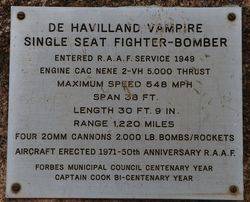 DE HAVILLAND VAMPIRE
SINGLE SEAT FIGHTER-BOMBER
ENTERED R.A.A.F. SERVICE 1949
ENGINE CAC NENE 2-VH 5.000 THRUST
MAXIMUM SPEED 548 MPH
SPAN 38 FT.
LENGTH 30 FT. 9 IN.
RANGE 1,220 MILES
FOUR 20MM CANNONS 2.000 LB. BOMBS/ROCKETS
AIRCRAFT ERECTED 1971-50th ANNIVERSARY R.A.A.F.
FORBES MUNICIPAL COUNCIL CENTENARY YEAR
CAPTAIN COOK BI-CENTENARY YEAR